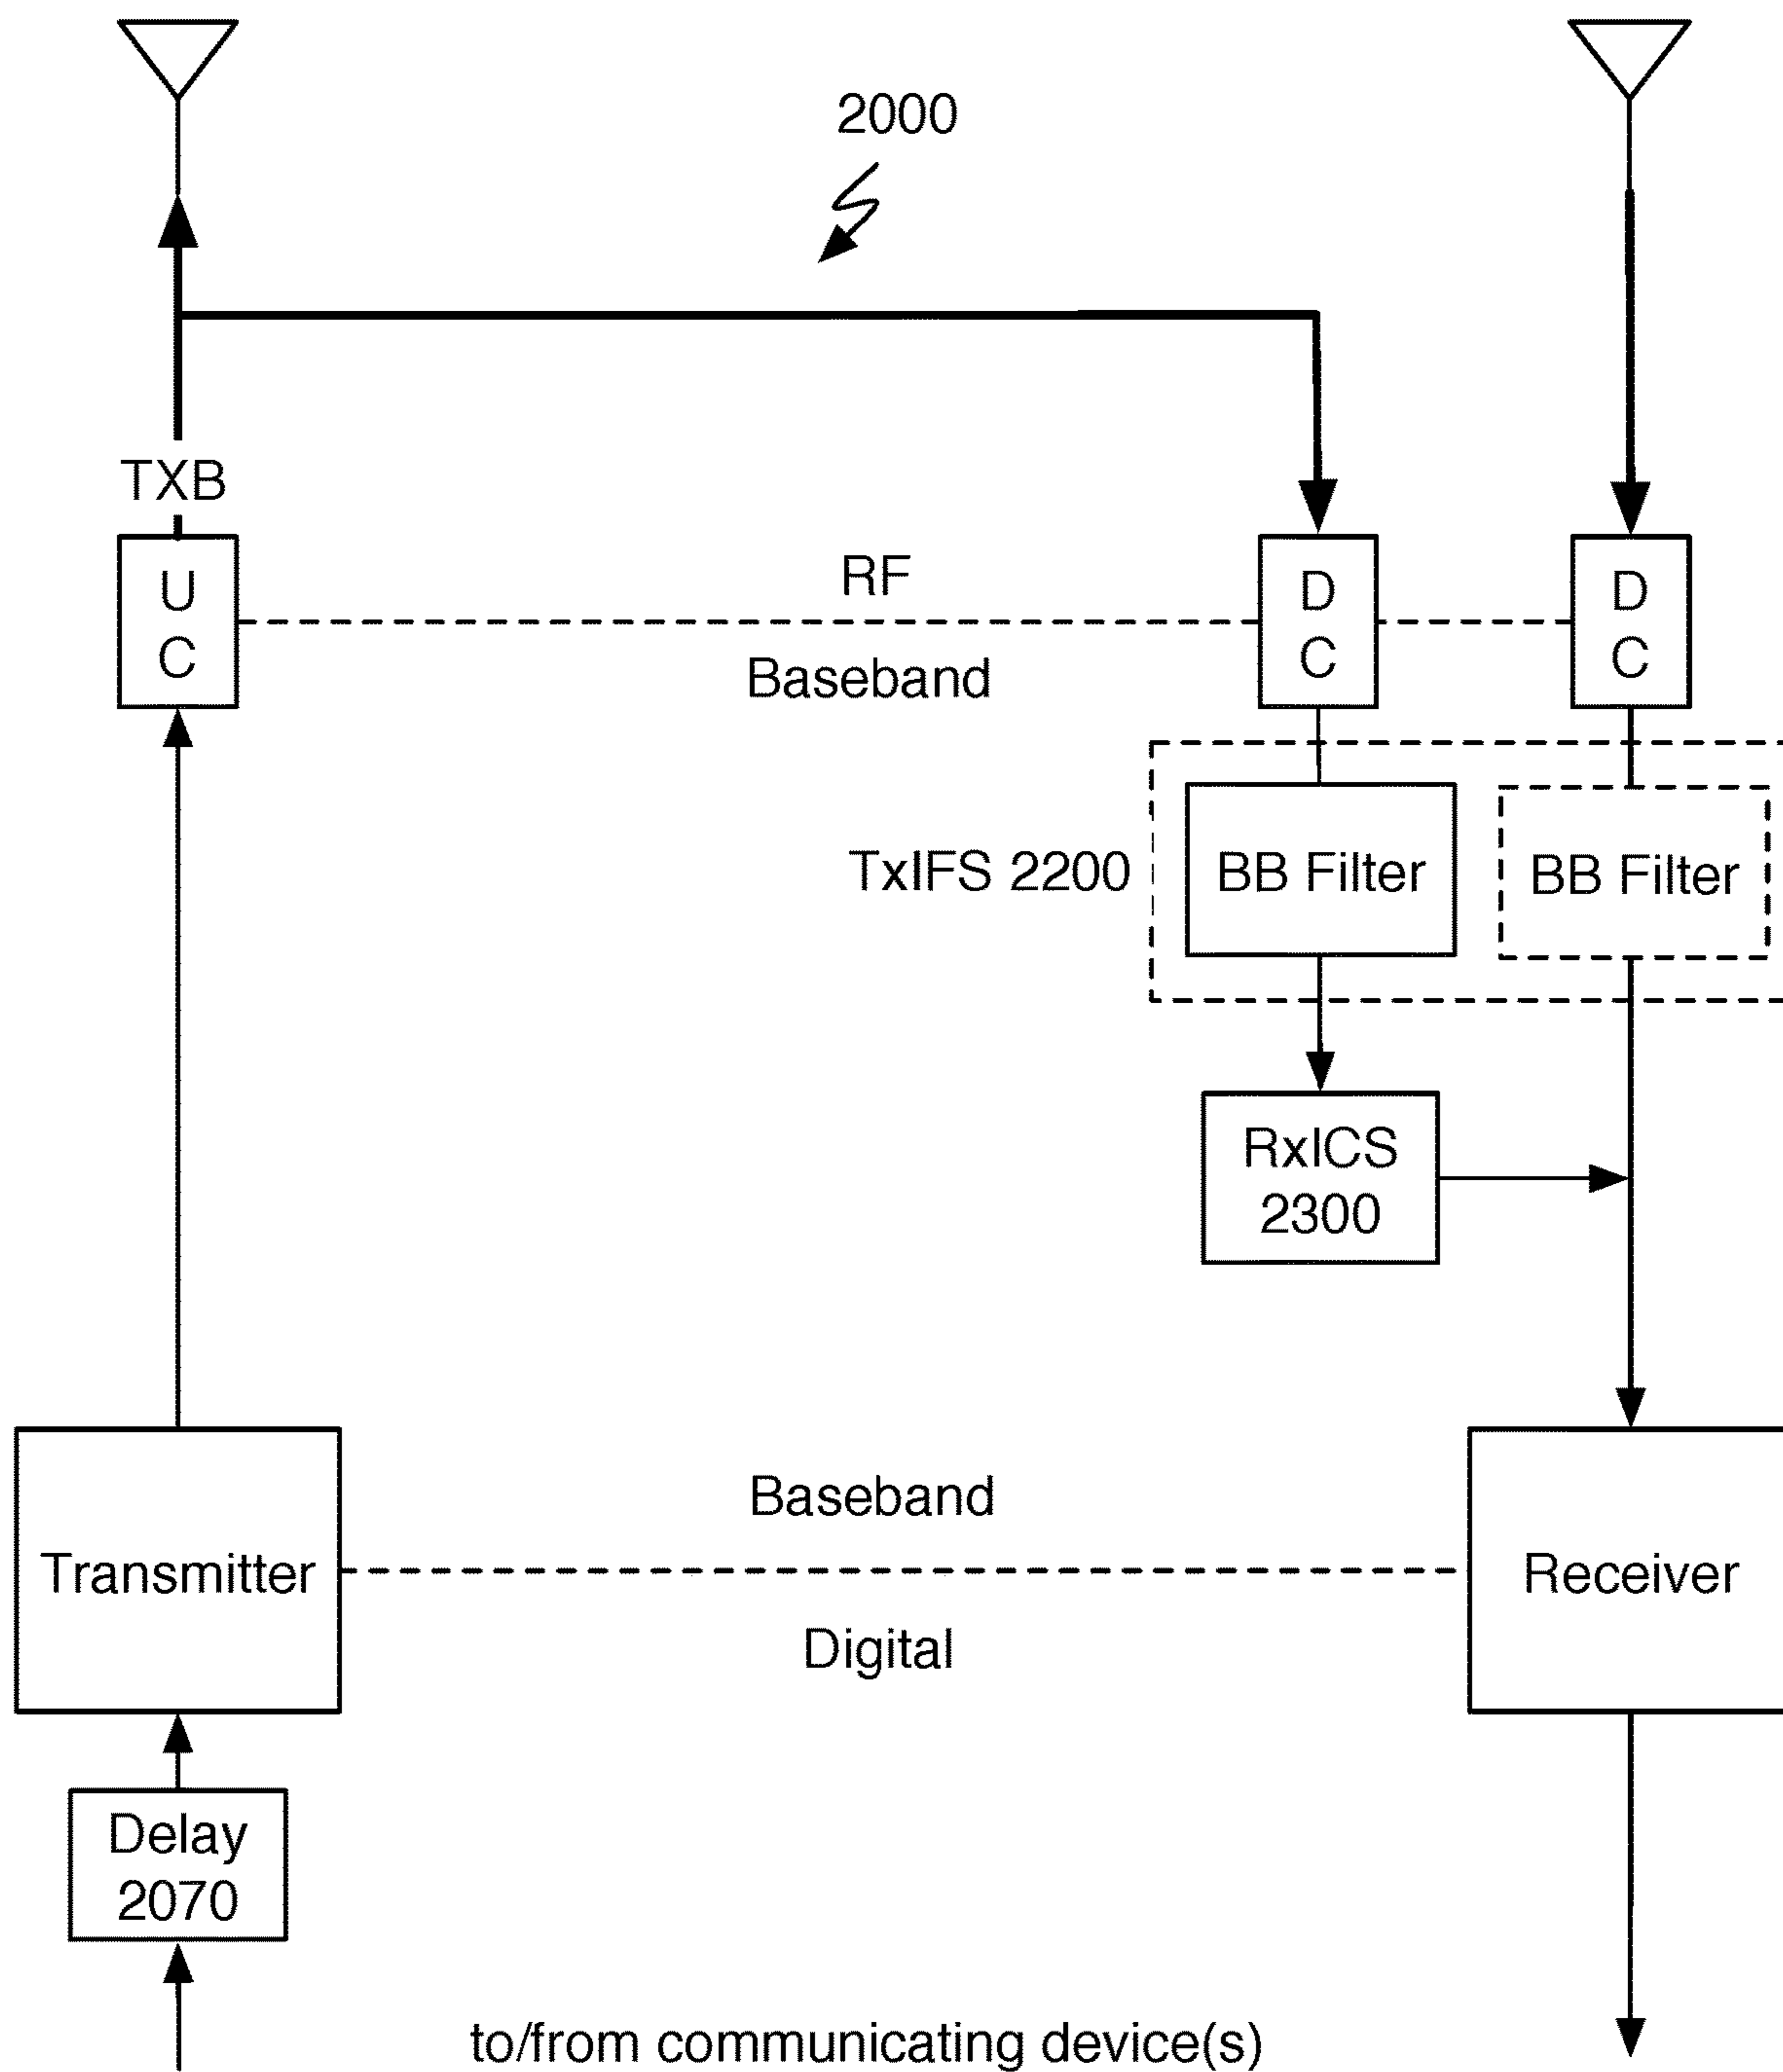 2000
TXB
U
C
RF
Baseband
D
C
D
C
TxIFS 2200
BB Filter
BB Filter
RxICS
2300
Transmitter
Baseband
Digital
Receiver
Delay
2070
to/from communicating device(s)